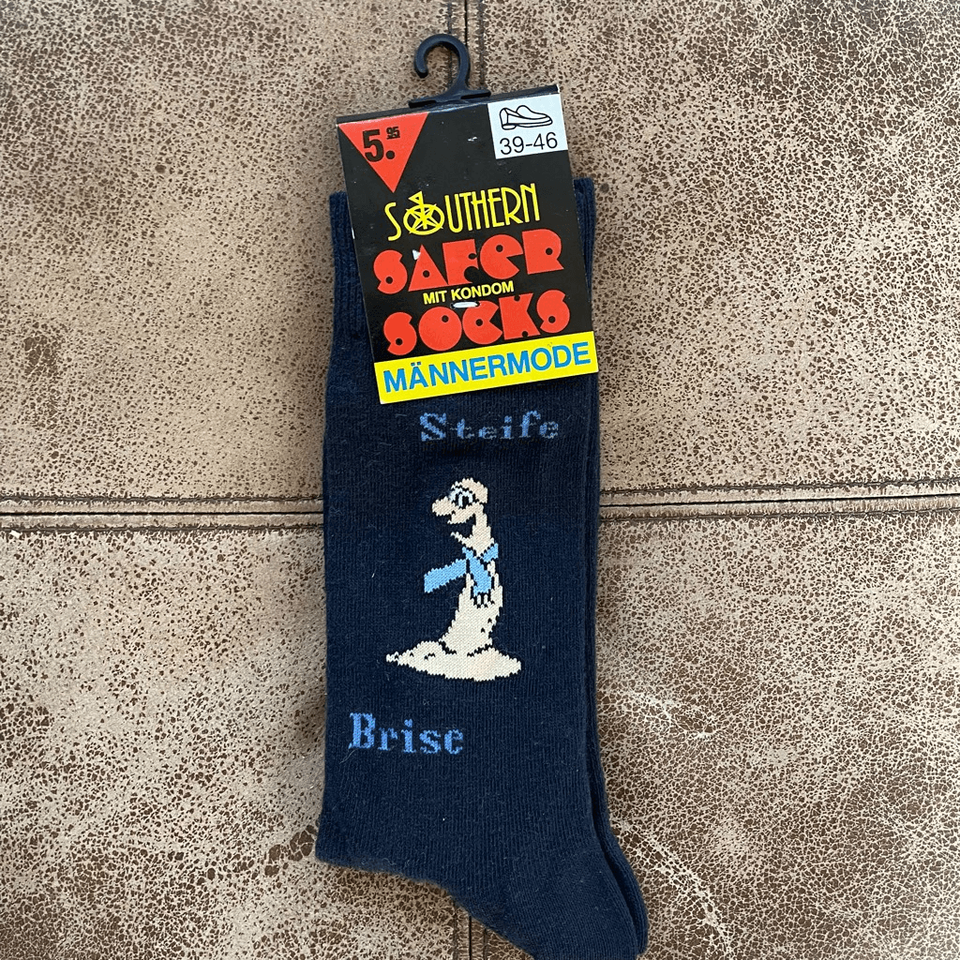 5.95
39-46
SOUTHERN
SAFER
MIT KONDOM
SOCKS
MÄNNERMODE
Steife
Brise